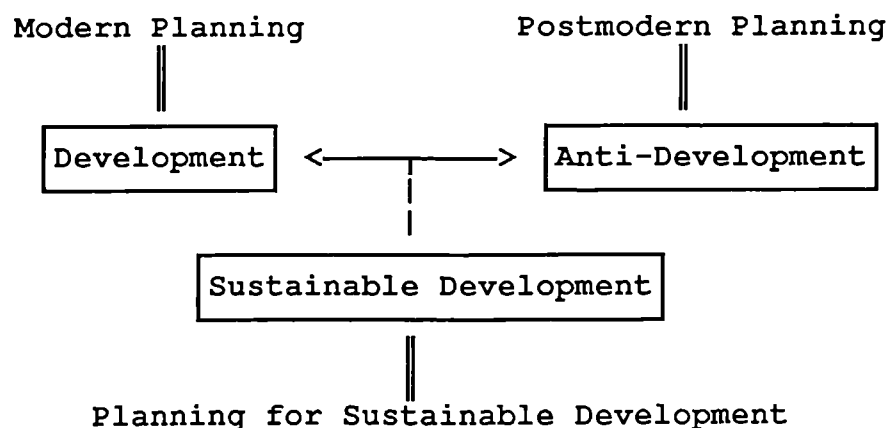 Modern Planning Postmodern Planning
Development Anti-Development
Sustainable Development
Planning for Sustainable Development